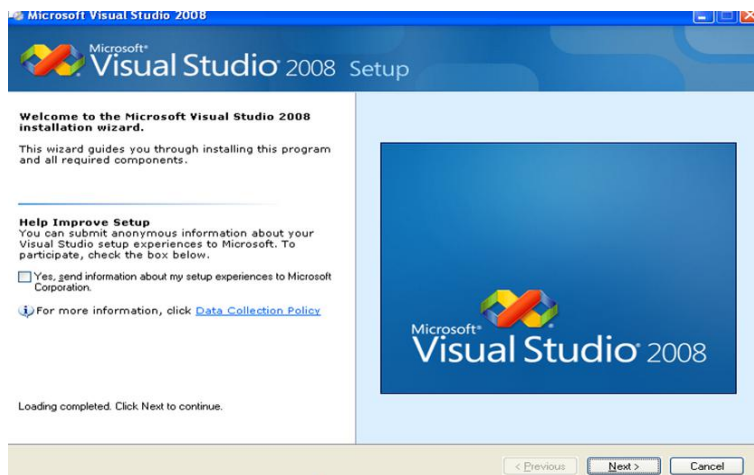 Microsoft Visual Studio 2008
Microsoft®
Visual Studio® 2008 Setup
Welcome to the Microsoft Visual Studio 2008
installation wizard.
This wizard guides you through installing this program
and all required components.
Help Improve Setup
You can submit anonymous information about your
Visual Studio setup experiences to Microsoft. To
participate, check the box below.
Yes, send information about my setup experiences to Microsoft
Corporation.
For more information, click Data Collection Policy
Loading completed. Click Next to continue.
Microsoft®
Visual Studio® 2008
< Previous Next > Cancel